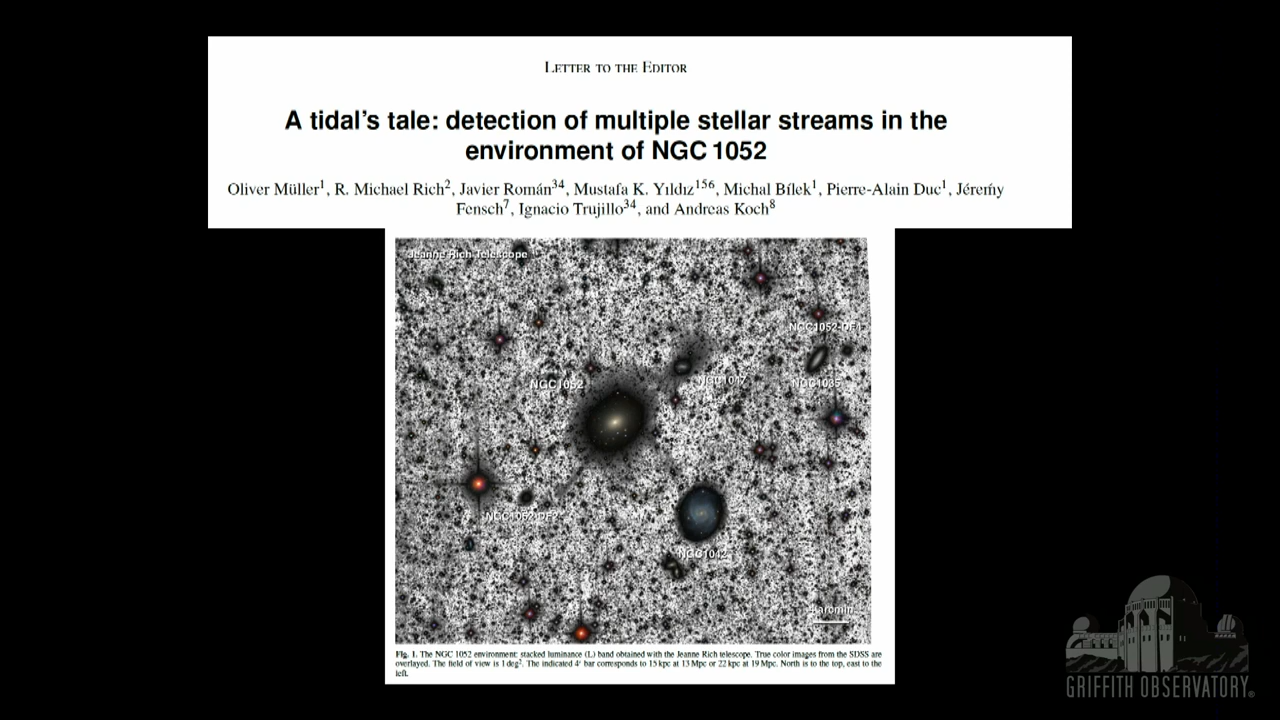 LETTER TO THE EDITOR
A tidal's tale: detection of multiple stellar streams in the
environment of NGC 1052
Oliver Müller¹, R. Michael Rich², Javier Román³⁴, Mustafa K. Yıldız¹⁵⁶, Michal Bílek¹, Pierre-Alain Duc¹, Jéremy
Fensch⁷, Ignacio Trujillo³⁴, and Andreas Koch⁸
Jeanne Rich Telescope
NGC1052-DF4
NGC1052
NGC1047
NGC1035
NGC1052-DF2
NGC1042
4 arcmin
Fig. 1. The NGC 1052 environment: stacked luminance (L) band obtained with the Jeanne Rich telescope. True color images from the SDSS are
overlayed. The field of view is 1 deg². The indicated 4' bar corresponds to 15 kpc at 13 Mpc or 22 kpc at 19 Mpc. North is to the top, east to the
left.
GRIFFITH OBSERVATORY®